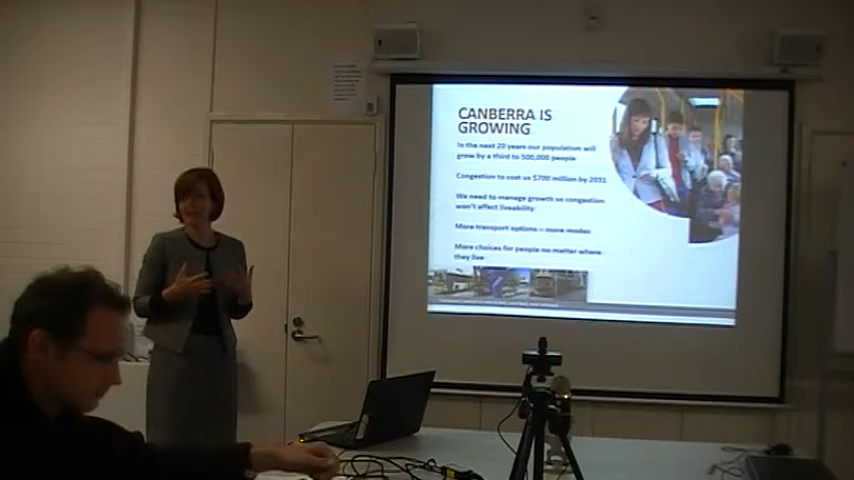 CANBERRA IS
GROWING
In the next 20 years our population will
grow by a third to 500,000 people
Congestion to cost us $700 million by 2031
We need to manage growth so congestion
won't affect liveability
More transport options – more modes
More choices for people no matter where
they live